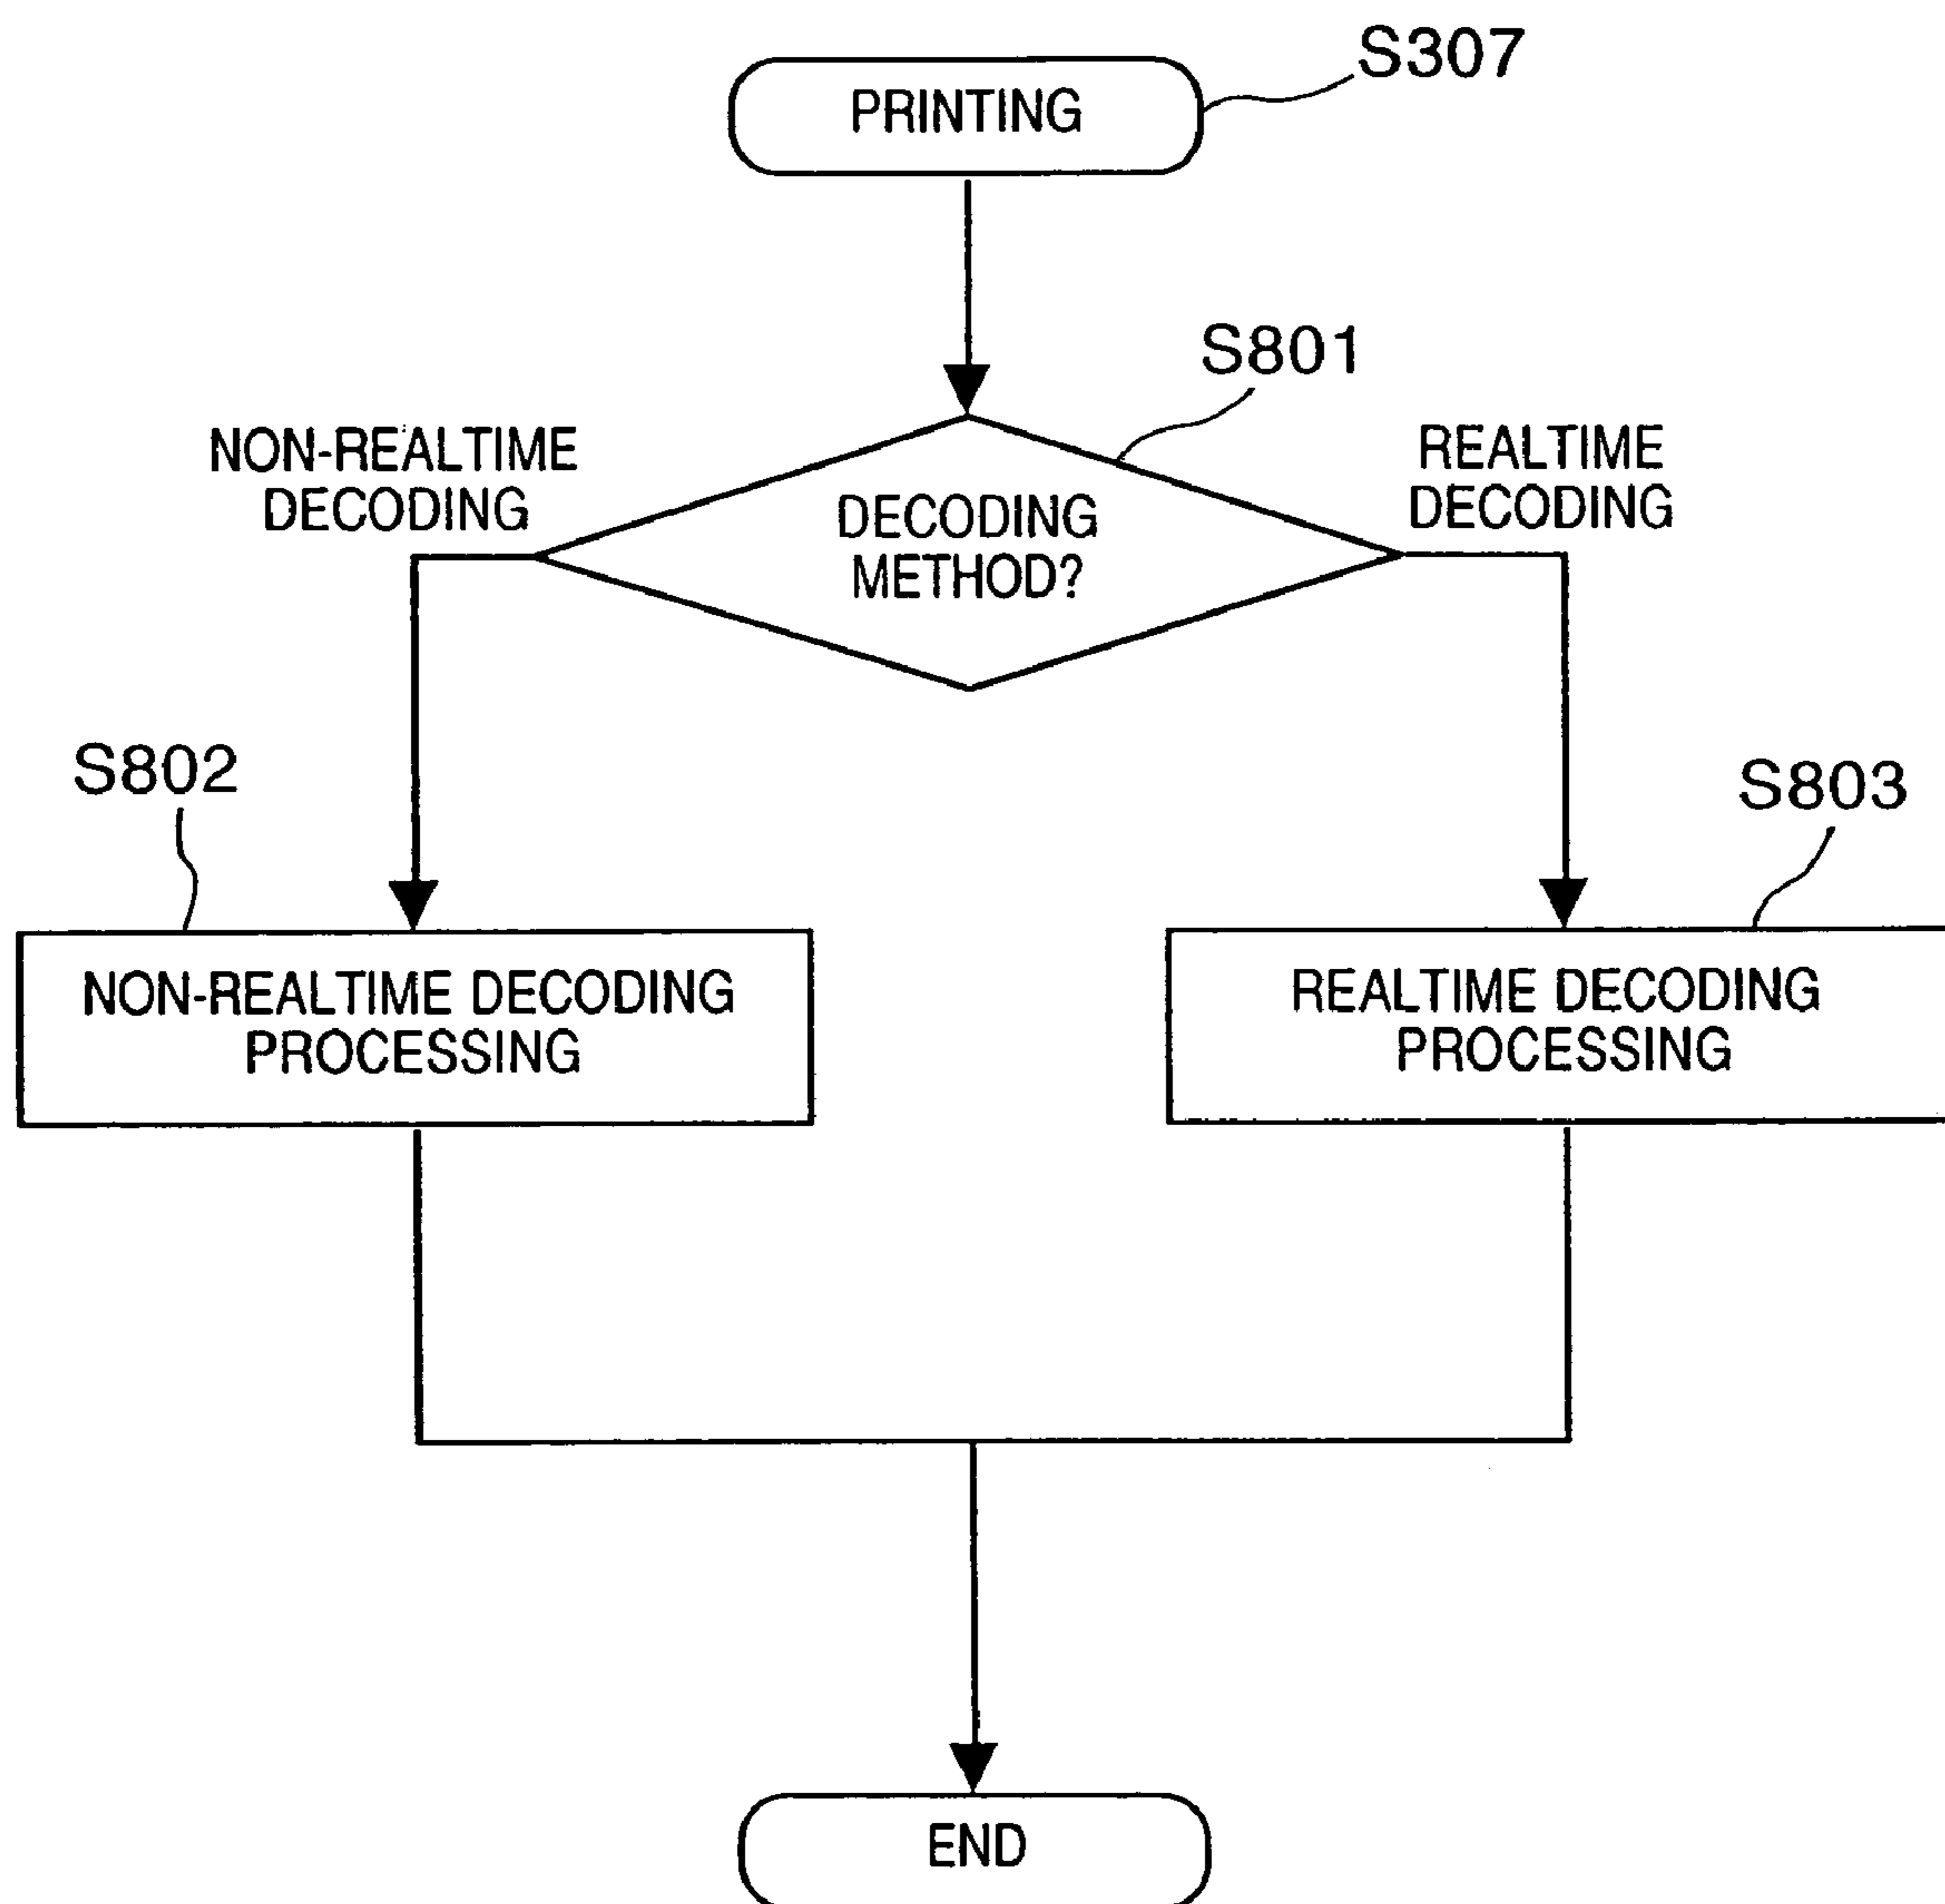 S307
PRINTING
S801
NON-REALTIME
DECODING
DECODING
METHOD?
REALTIME
DECODING
S802
S803
NON-REALTIME DECODING
PROCESSING
REALTIME DECODING
PROCESSING
END